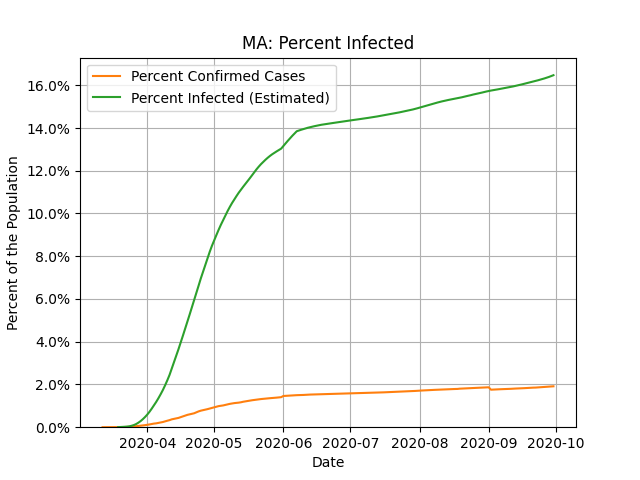 MA: Percent Infected
Percent Confirmed Cases
Percent Infected (Estimated)
Percent of the Population
16.0%
14.0%
12.0%
10.0%
8.0%
6.0%
4.0%
2.0%
0.0%
2020-04 2020-05 2020-06 2020-07 2020-08 2020-09 2020-10
Date